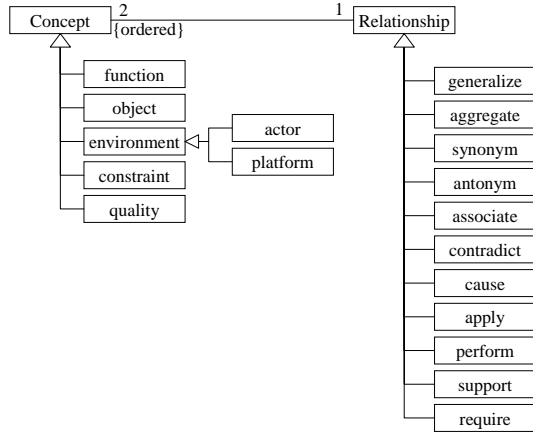 Concept
2
{ordered}
1
Relationship
function
object
environment
constraint
quality
actor
platform
generalize
aggregate
synonym
antonym
associate
contradict
cause
apply
perform
support
require